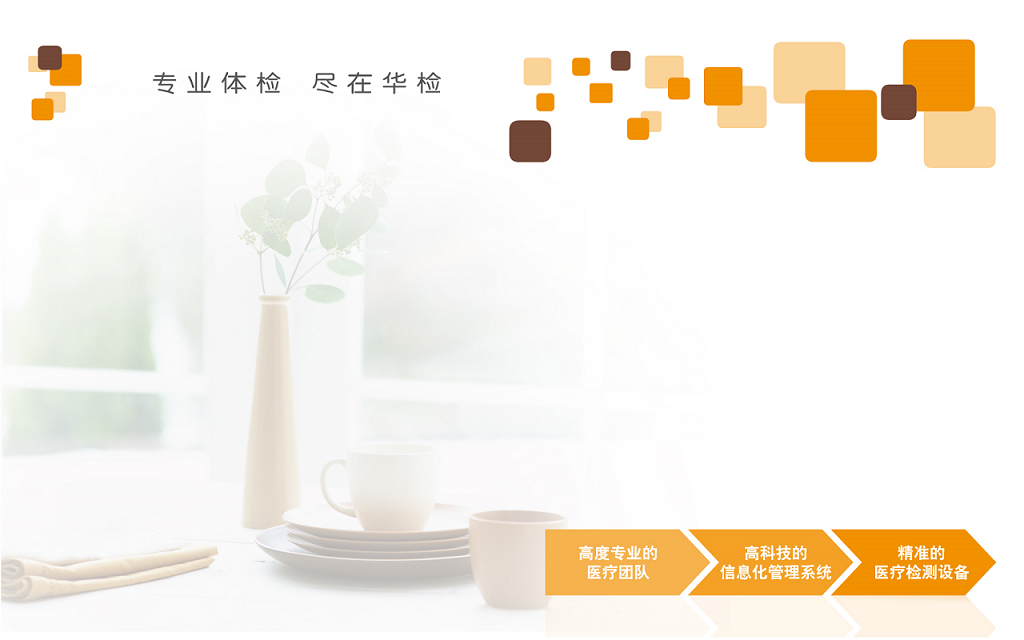 专业体检 尽在华检
高度专业的
医疗团队
高科技的
信息化管理系统
精准的
医疗检测设备